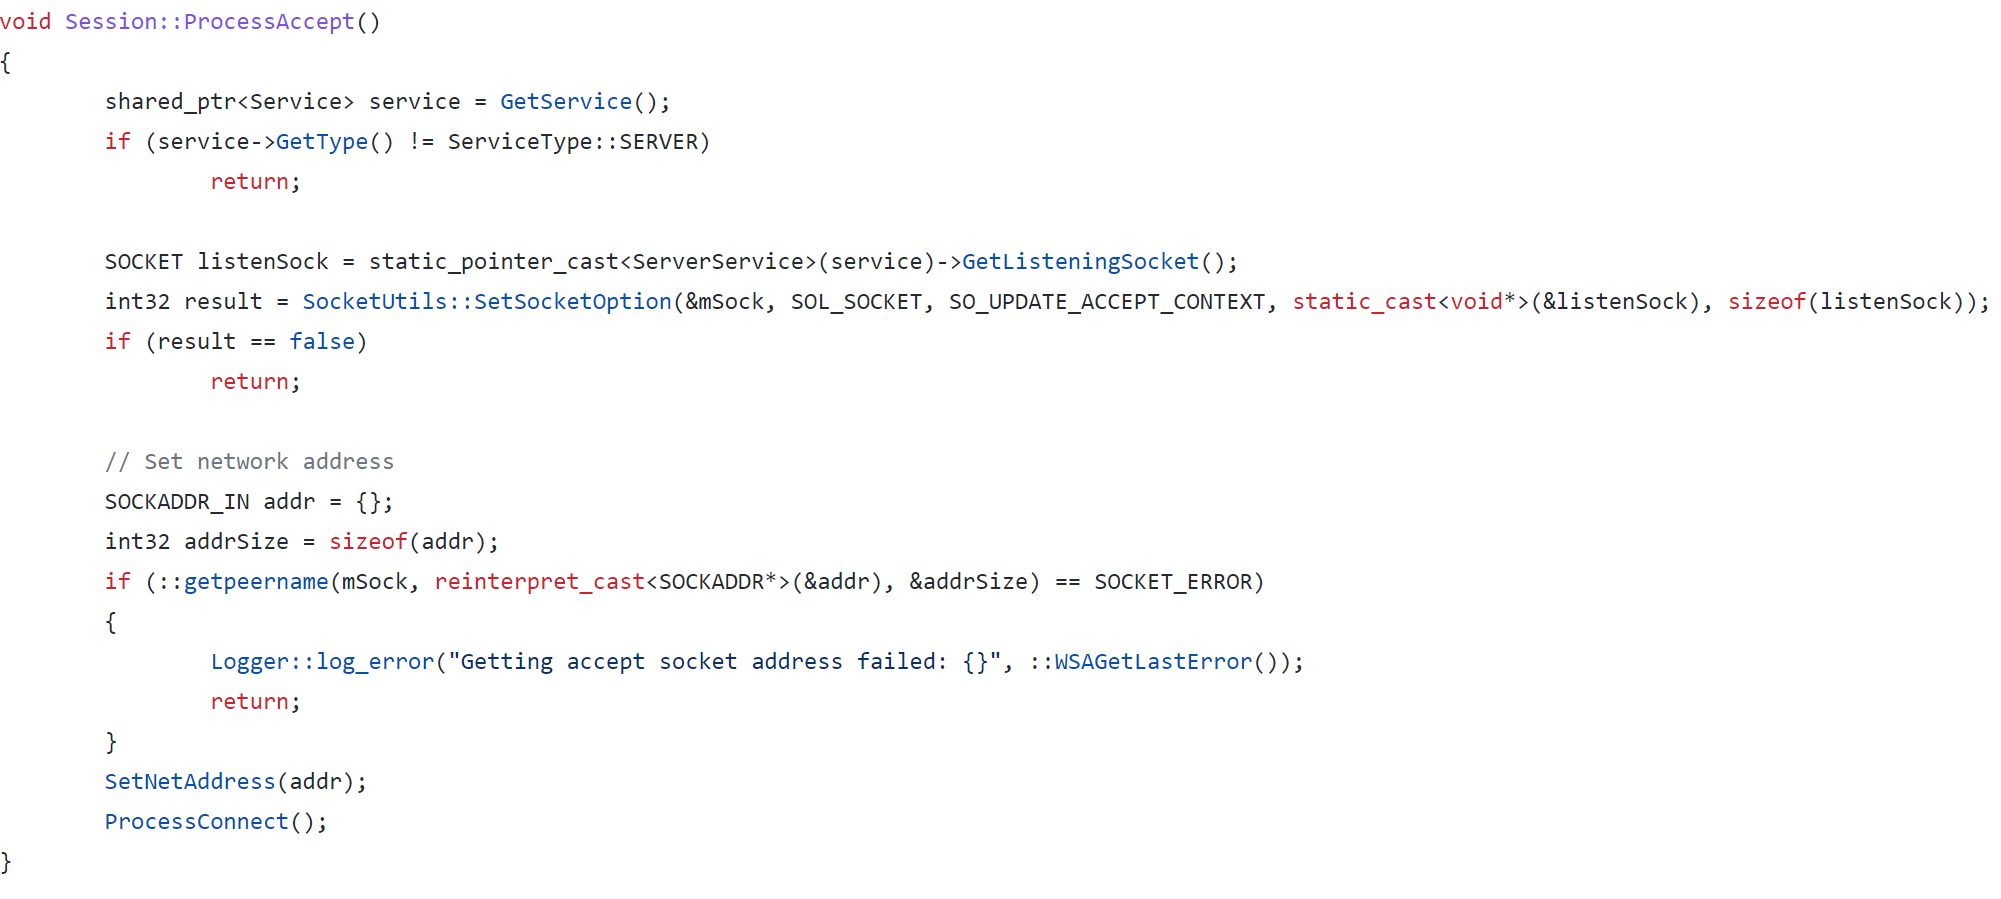 void Session::ProcessAccept()
{
shared_ptr<Service> service = GetService();
if (service->GetType() != ServiceType::SERVER)
return;
SOCKET listenSock = static_pointer_cast<ServerService>(service)->GetListeningSocket();
int32 result = SocketUtils::SetSocketOption(&mSock, SOL_SOCKET, SO_UPDATE_ACCEPT_CONTEXT, static_cast<void*>(&listenSock), sizeof(listenSock));
if (result == false)
return;
// Set network address
SOCKADDR_IN addr = {};
int32 addrSize = sizeof(addr);
if (::getpeername(mSock, reinterpret_cast<SOCKADDR*>(&addr), &addrSize) == SOCKET_ERROR)
{
Logger::log_error("Getting accept socket address failed: {}", ::WSAGetLastError());
return;
}
SetNetAddress(addr);
ProcessConnect();
}